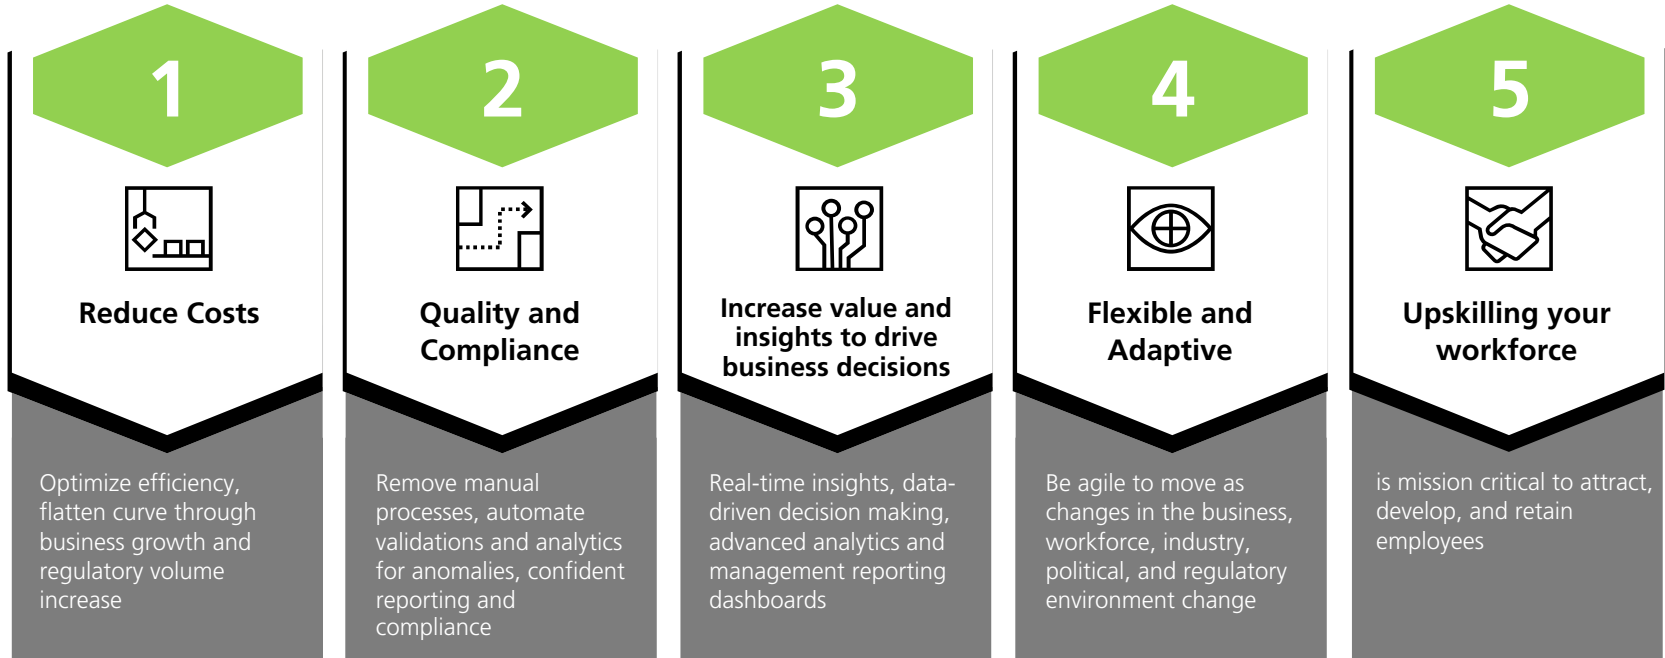 1
Reduce Costs
Optimize efficiency,
flatten curve through
business growth and
regulatory volume
increase
2
Quality and
Compliance
Remove manual
processes, automate
validations and analytics
for anomalies, confident
reporting and
compliance
3
Increase value and
insights to drive
business decisions
Real-time insights, data-
driven decision making,
advanced analytics and
management reporting
dashboards
4
Flexible and
Adaptive
Be agile to move as
changes in the business,
workforce, industry,
political, and regulatory
environment change
5
Upskilling your
workforce
is mission critical to attract,
develop, and retain
employees